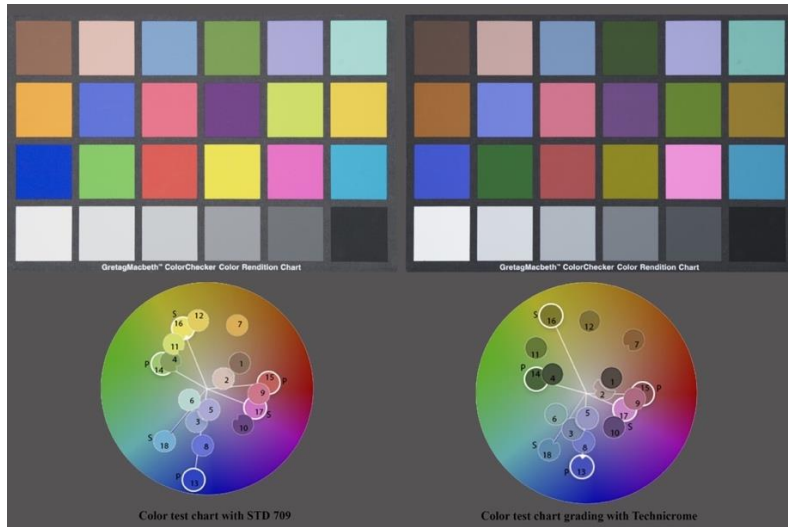 GretagMacbeth™ ColorChecker Color Rendition Chart
GretagMacbeth™ ColorChecker Color Rendition Chart
S
16
12
7
11
P
4
14
1
2
15
P
9
6
5
17
S
3
10
S
18
8
P
13
S
16
12
7
11
P
14
4
1
2
15
P
9
17
6
5
S
3
10
S
18
8
P
13
Color test chart with STD 709
Color test chart grading with Technicrome